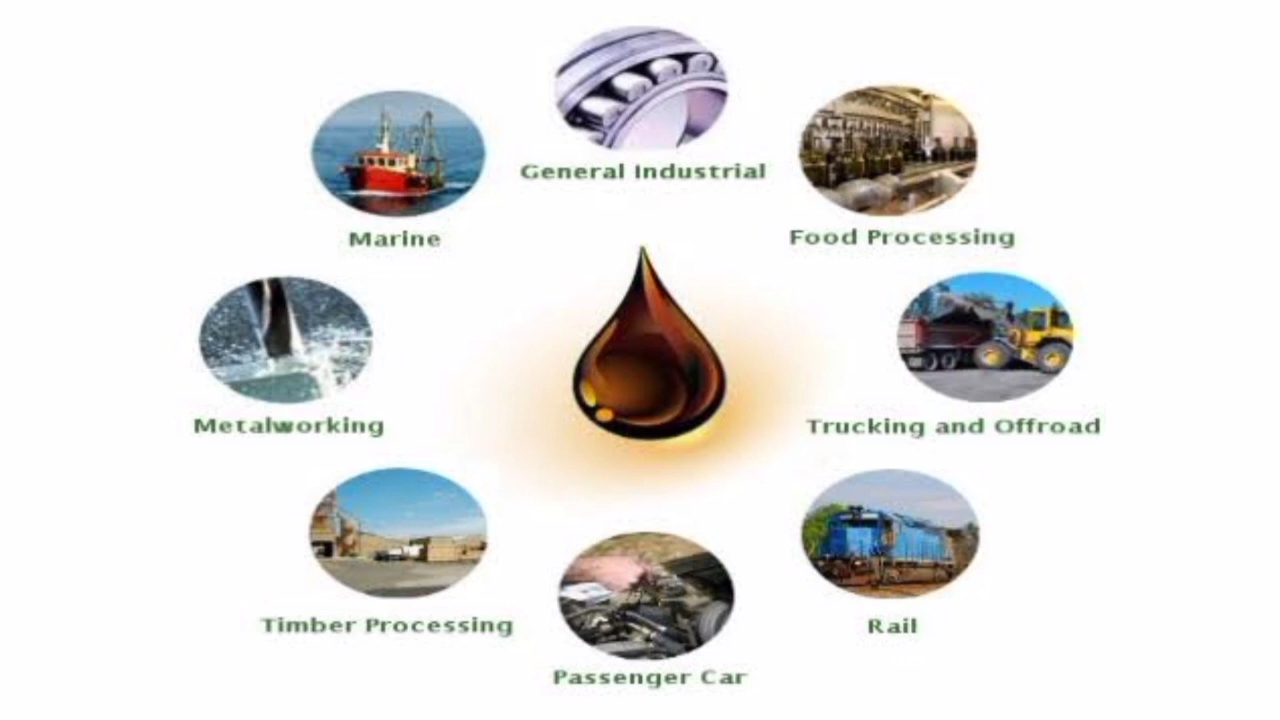 General Industrial
Marine
Food Processing
Metalworking
Trucking and Offroad
Timber Processing
Rail
Passenger Car